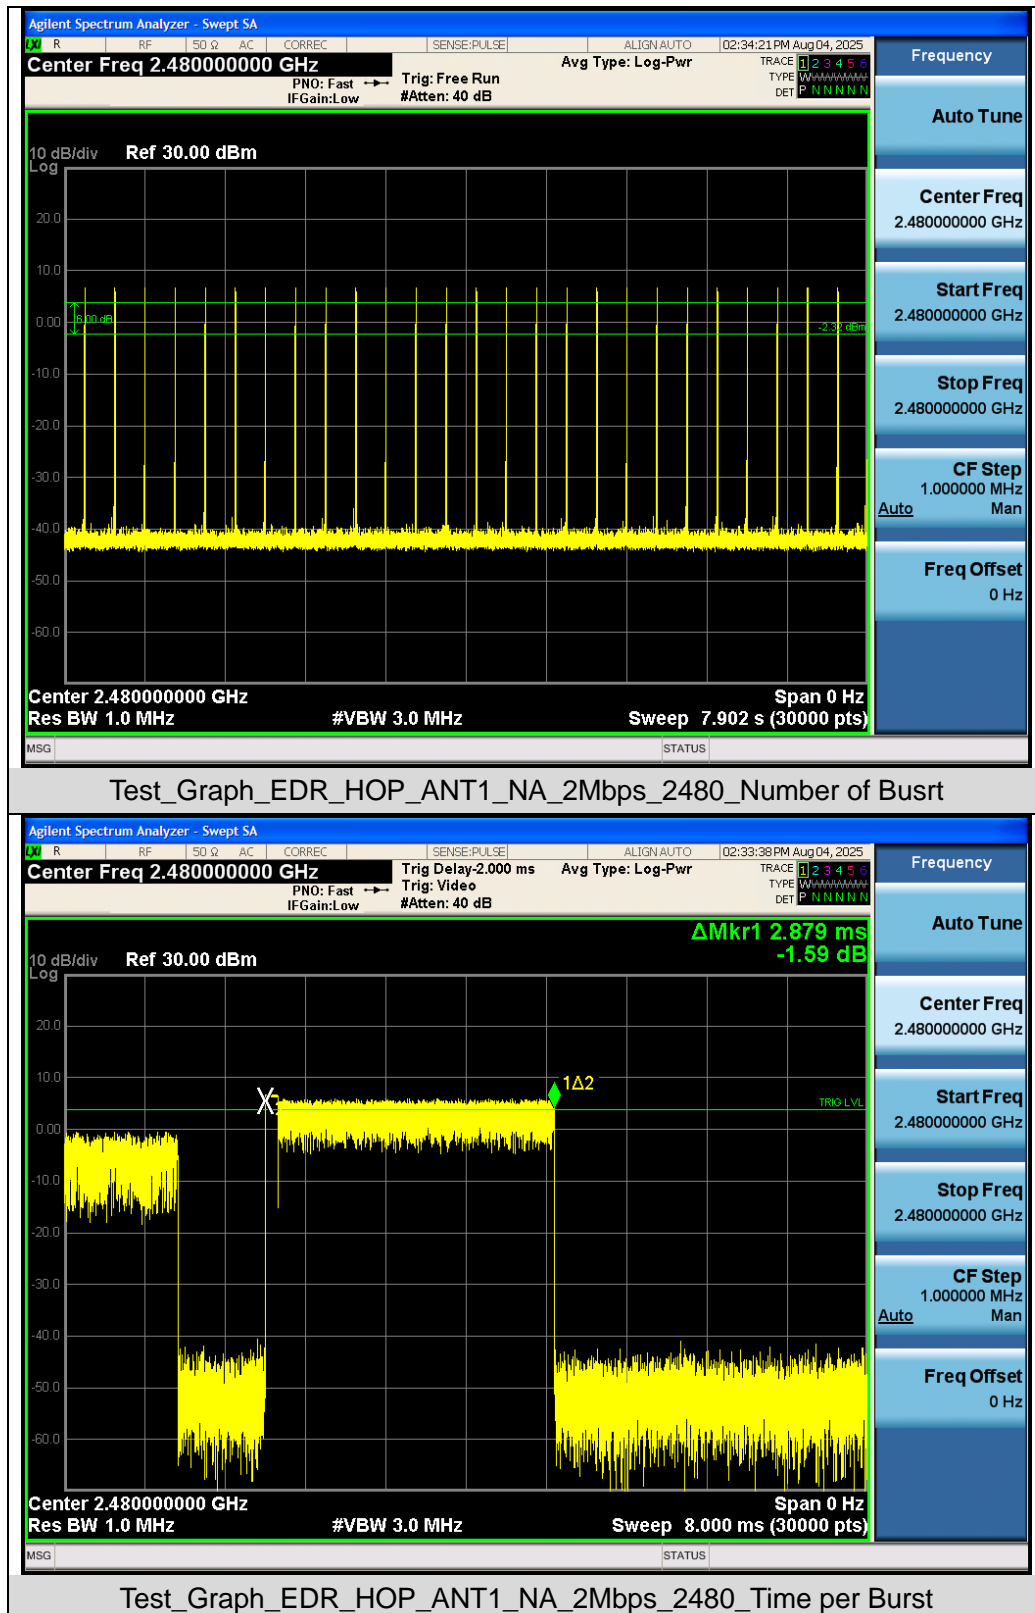 Agilent Spectrum Analyzer - Swept SA
LXI R RF 50 Ω AC CORREC SENSE:PULSE ALIGN AUTO 02:34:21 PM Aug 04, 2025
Center Freq 2.480000000 GHz Avg Type: Log-Pwr TRACE 1 2 3 4 5 6
PNO: Fast Trig: Free Run TYPE WWWWWW
IFGain:Low #Atten: 40 dB DET P N N N N N
Frequency
Auto Tune
10 dB/div Ref 30.00 dBm
Log
20.0
10.0
0.00
-10.0
-20.0
-30.0
-40.0
-50.0
-60.0
6.00 dB
-2.32 dBm
Center Freq
2.480000000 GHz
Start Freq
2.480000000 GHz
Stop Freq
2.480000000 GHz
CF Step
1.000000 MHz
Auto Man
Freq Offset
0 Hz
Center 2.480000000 GHz Span 0 Hz
Res BW 1.0 MHz #VBW 3.0 MHz Sweep 7.902 s (30000 pts)
MSG STATUS
Test_Graph_EDR_HOP_ANT1_NA_2Mbps_2480_Number of Busrt
Agilent Spectrum Analyzer - Swept SA
LXI R RF 50 Ω AC CORREC SENSE:PULSE ALIGN AUTO 02:33:38 PM Aug 04, 2025
Center Freq 2.480000000 GHz Trig Delay-2.000 ms Avg Type: Log-Pwr TRACE 1 2 3 4 5 6
PNO: Fast Trig: Video TYPE WWWWWW
IFGain:Low #Atten: 40 dB DET P N N N N N
Frequency
Auto Tune
ΔMkr1 2.879 ms
10 dB/div Ref 30.00 dBm -1.59 dB
Log
20.0
10.0
0.00
-10.0
-20.0
-30.0
-40.0
-50.0
-60.0
1Δ2
TRIG LVL
Center Freq
2.480000000 GHz
Start Freq
2.480000000 GHz
Stop Freq
2.480000000 GHz
CF Step
1.000000 MHz
Auto Man
Freq Offset
0 Hz
Center 2.480000000 GHz Span 0 Hz
Res BW 1.0 MHz #VBW 3.0 MHz Sweep 8.000 ms (30000 pts)
MSG STATUS
Test_Graph_EDR_HOP_ANT1_NA_2Mbps_2480_Time per Burst